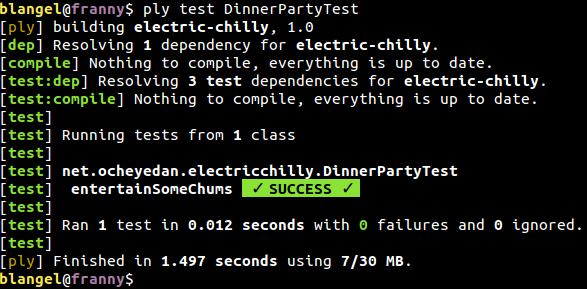 blangel@franny$ ply test DinnerPartyTest
[ply] building electric-chilly, 1.0
[dep] Resolving 1 dependency for electric-chilly.
[compile] Nothing to compile, everything is up to date.
[test:dep] Resolving 3 test dependencies for electric-chilly.
[test:compile] Nothing to compile, everything is up to date.
[test]
[test] Running tests from 1 class
[test]
[test] net.ocheyedan.electricchilly.DinnerPartyTest
[test]  entertainSomeChums ✓ SUCCESS ✓
[test]
[test] Ran 1 test in 0.012 seconds with 0 failures and 0 ignored.
[test]
[ply] Finished in 1.497 seconds using 7/30 MB.
blangel@franny$